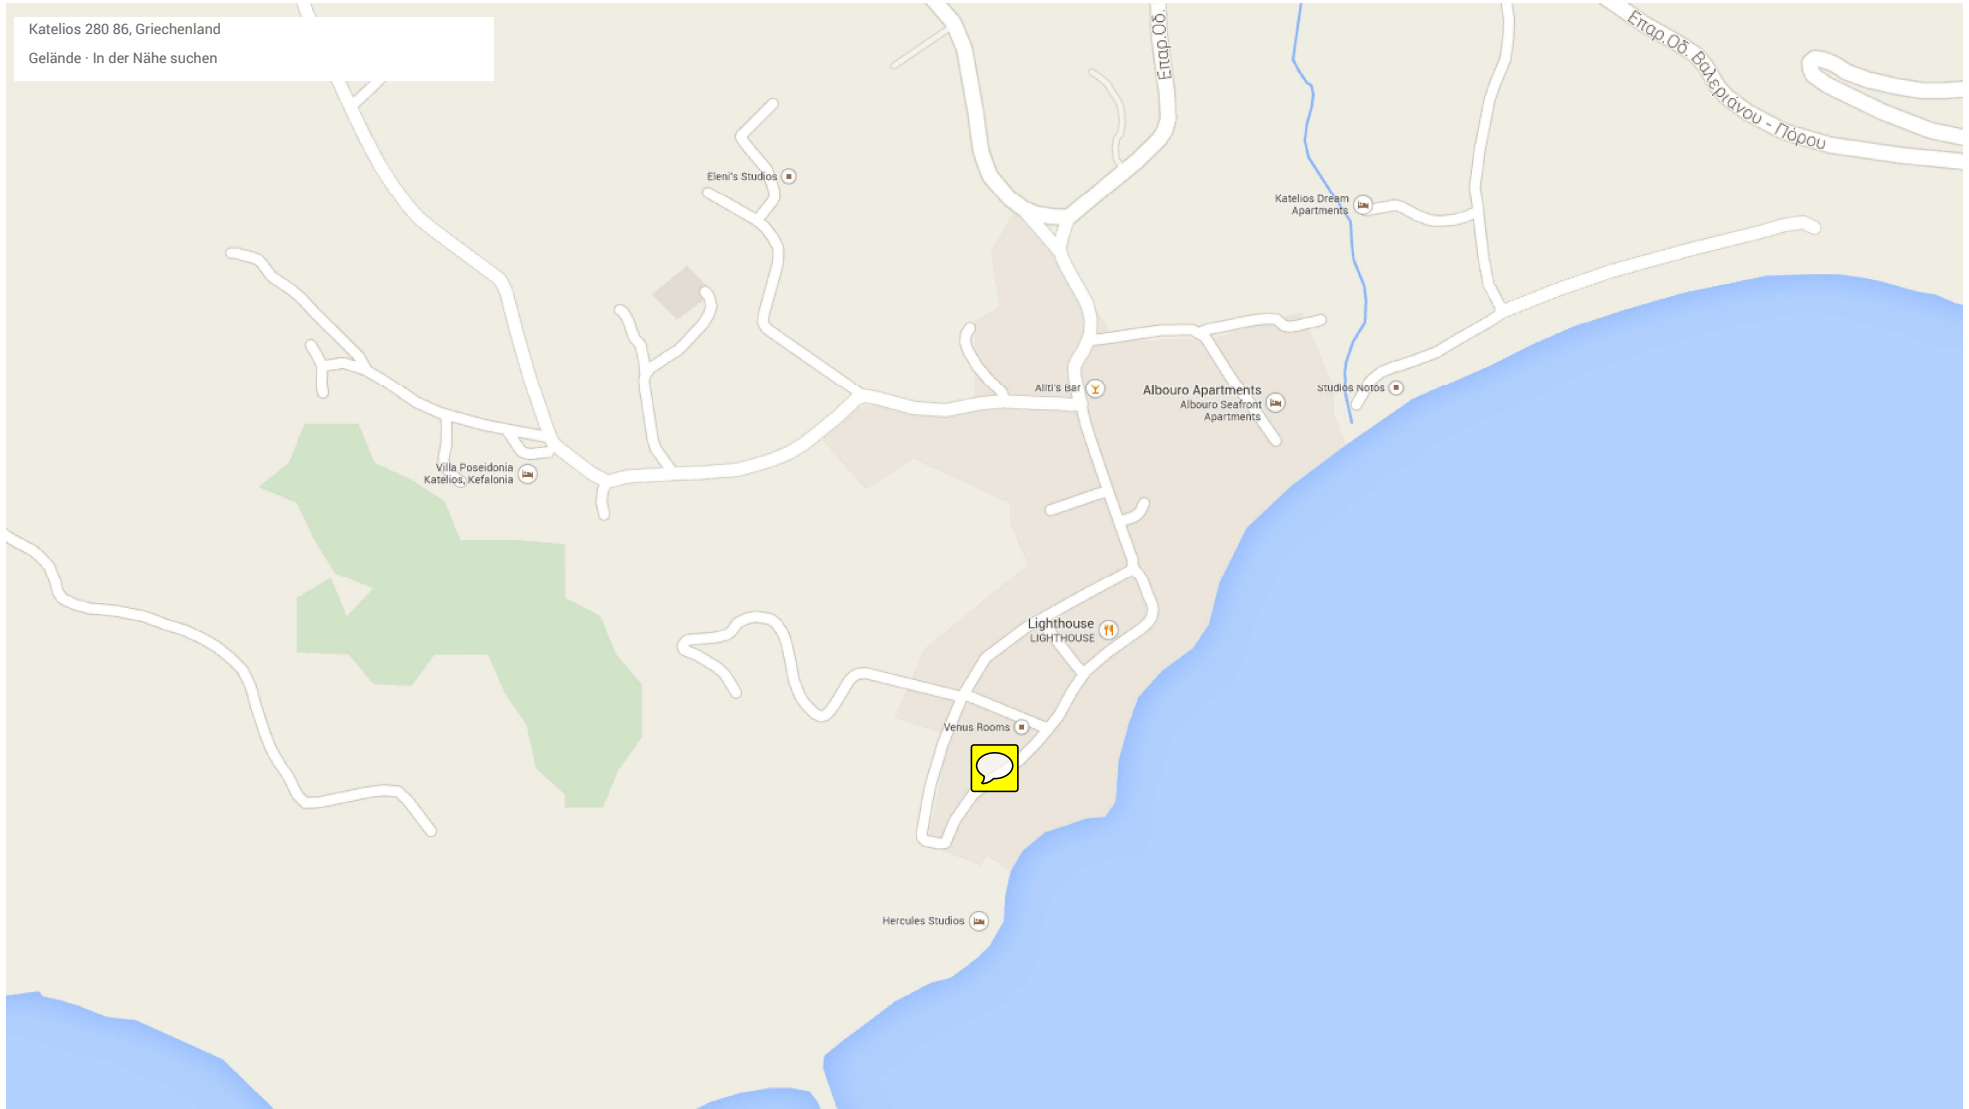 Katelios 280 86, Griechenland
Gelände · In der Nähe suchen
Επαρ.Οδ.
Επαρ.Οδ. Βαλεριάνου - Πόρου
Eleni's Studios
Katelios Dream
Apartments
Aliti's Bar
Albouro Apartments
Albouro Seafront
Apartments
Studios Notos
Villa Poseidonia
Katelios, Kefalonia
Lighthouse
LIGHTHOUSE
Venus Rooms
Hercules Studios